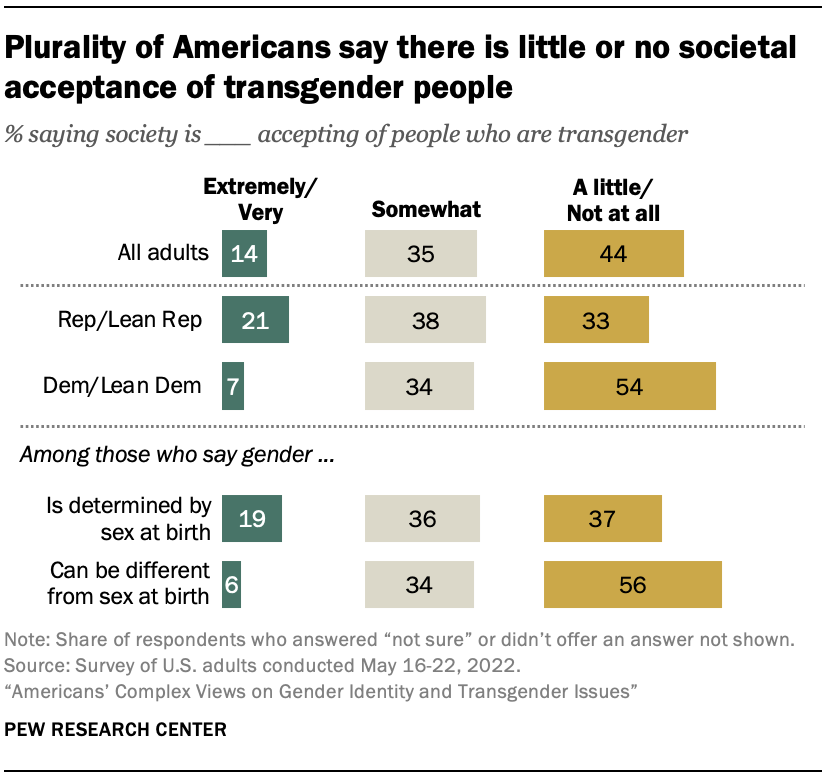 Plurality of Americans say there is little or no societal
acceptance of transgender people
% saying society is ___ accepting of people who are transgender
Extremely/
Very
Somewhat
A little/
Not at all
All adults 14 35 44
Rep/Lean Rep 21 38 33
Dem/Lean Dem 7 34 54
Among those who say gender ...
Is determined by
sex at birth 19 36 37
Can be different
from sex at birth 6 34 56
Note: Share of respondents who answered “not sure” or didn’t offer an answer not shown.
Source: Survey of U.S. adults conducted May 16-22, 2022.
“Americans’ Complex Views on Gender Identity and Transgender Issues”
PEW RESEARCH CENTER